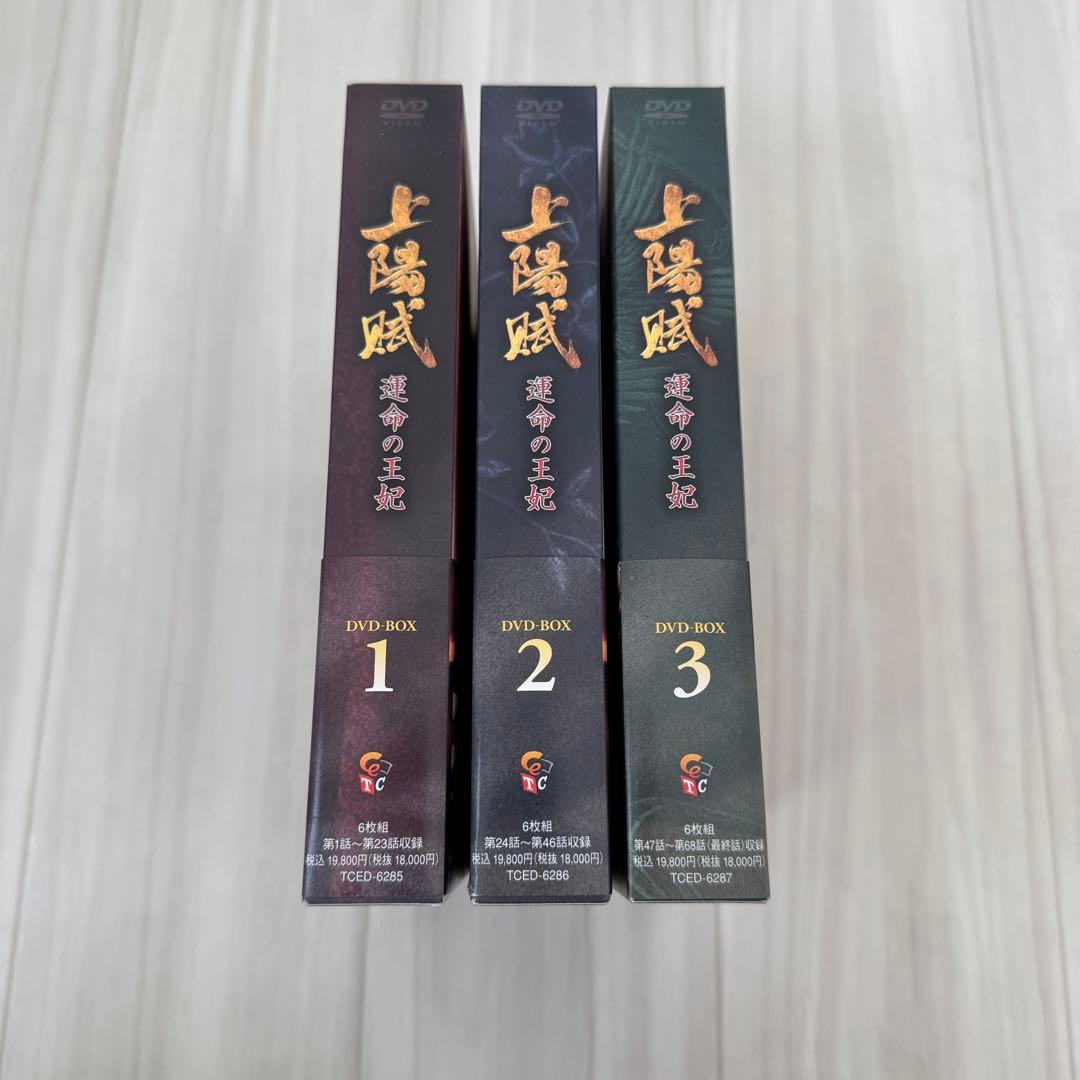 DVD
VIDEO
上陽賦
運命の王妃
DVD-BOX
1
CeTC
6枚組
第1話～第23話収録
税込 19,800円(税抜 18,000円)
TCED-6285
DVD
VIDEO
上陽賦
運命の王妃
DVD-BOX
2
CeTC
6枚組
第24話～第46話収録
税込 19,800円(税抜 18,000円)
TCED-6286
DVD
VIDEO
上陽賦
運命の王妃
DVD-BOX
3
CeTC
6枚組
第47話～第68話(最終話)収録
税込 19,800円(税抜 18,000円)
TCED-6287